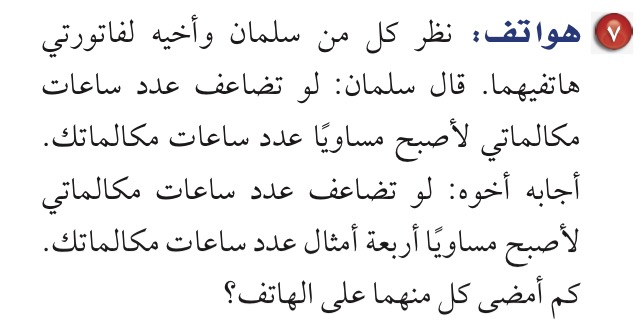 ٧ هواتف: نظر كل من سلمان وأخيه لفاتورتي
هاتفيهما. قال سلمان: لو تضاعف عدد ساعات
مكالماتي لأصبح مساويًا عدد ساعات مكالماتك.
أجابه أخوه: لو تضاعف عدد ساعات مكالماتي
لأصبح مساويًا أربعة أمثال عدد ساعات مكالماتك.
كم أمضى كل منهما على الهاتف؟